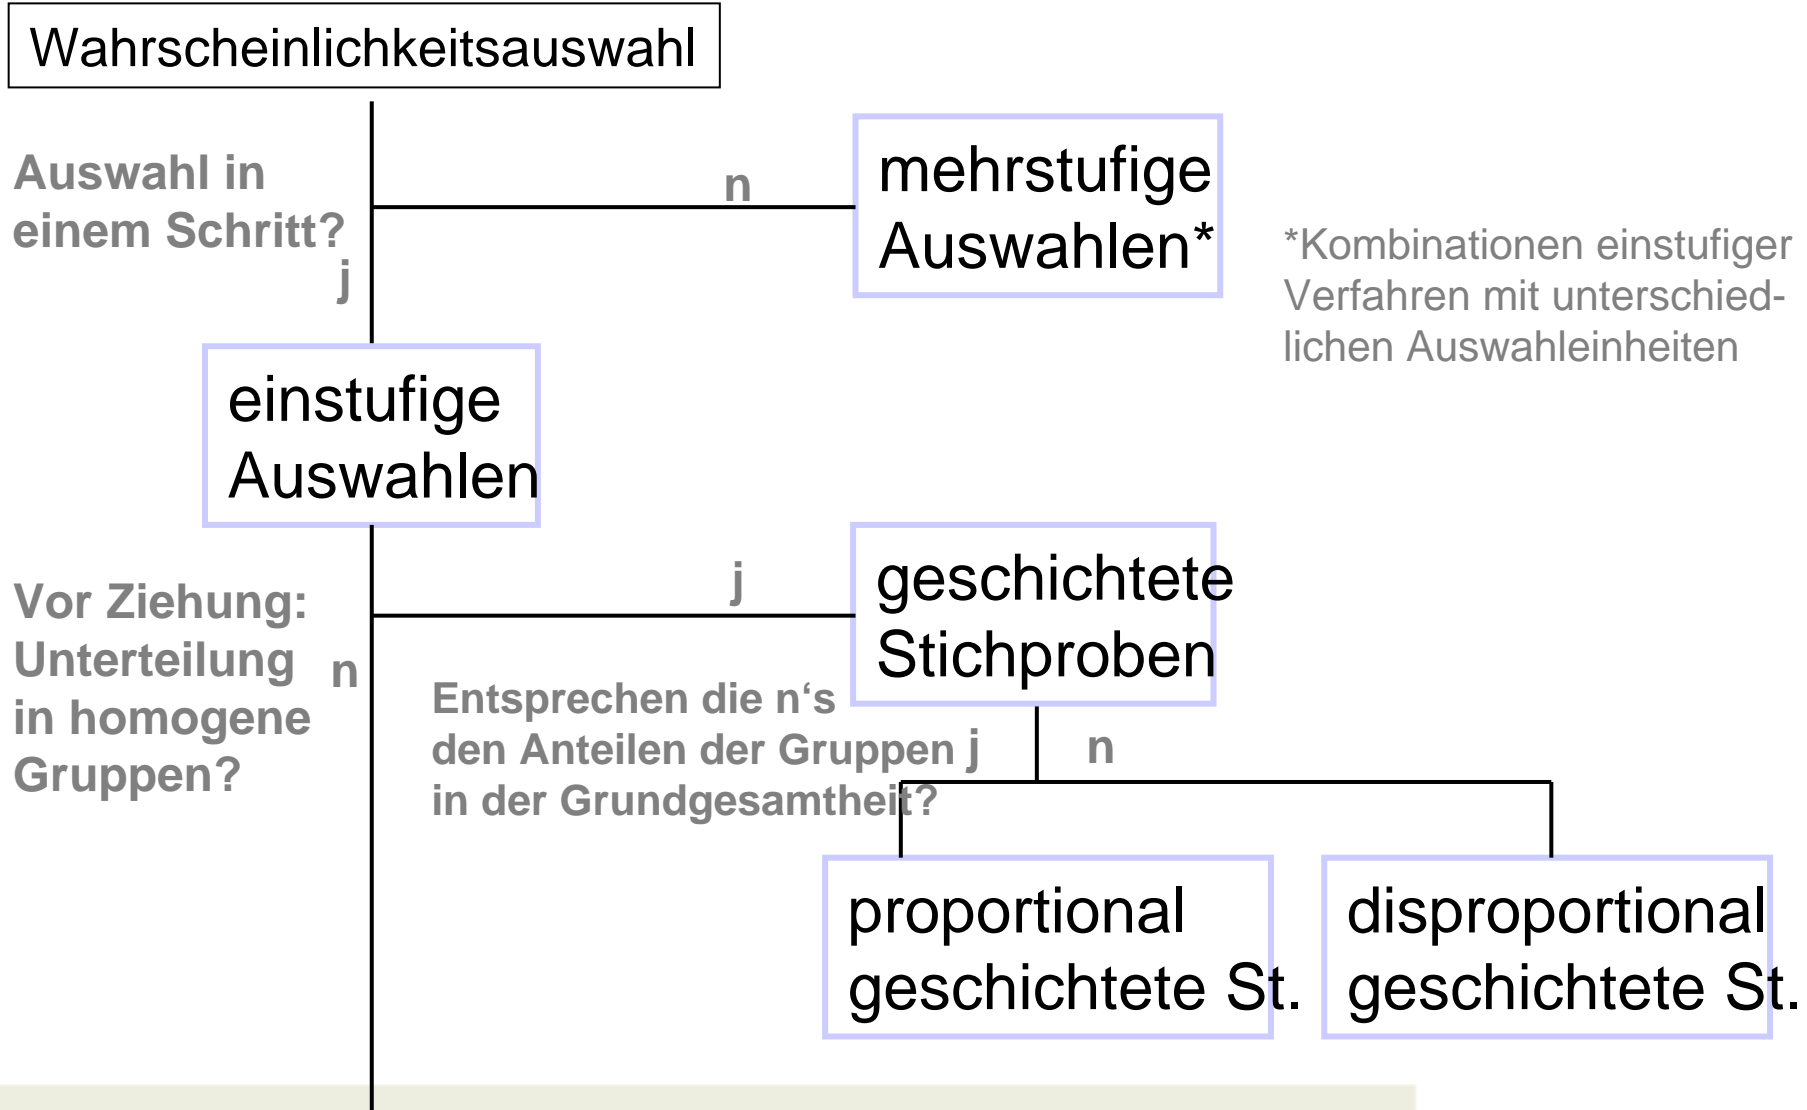 Wahrscheinlichkeitsauswahl
Auswahl in
einem Schritt?
n
j
mehrstufige
Auswahlen*
*Kombinationen einstufiger
Verfahren mit unterschied-
lichen Auswahleinheiten
einstufige
Auswahlen
Vor Ziehung:
Unterteilung
in homogene
Gruppen?
j
n
geschichtete
Stichproben
Entsprechen die n‘s
den Anteilen der Gruppen
in der Grundgesamtheit?
j
n
proportional
geschichtete St.
disproportional
geschichtete St.